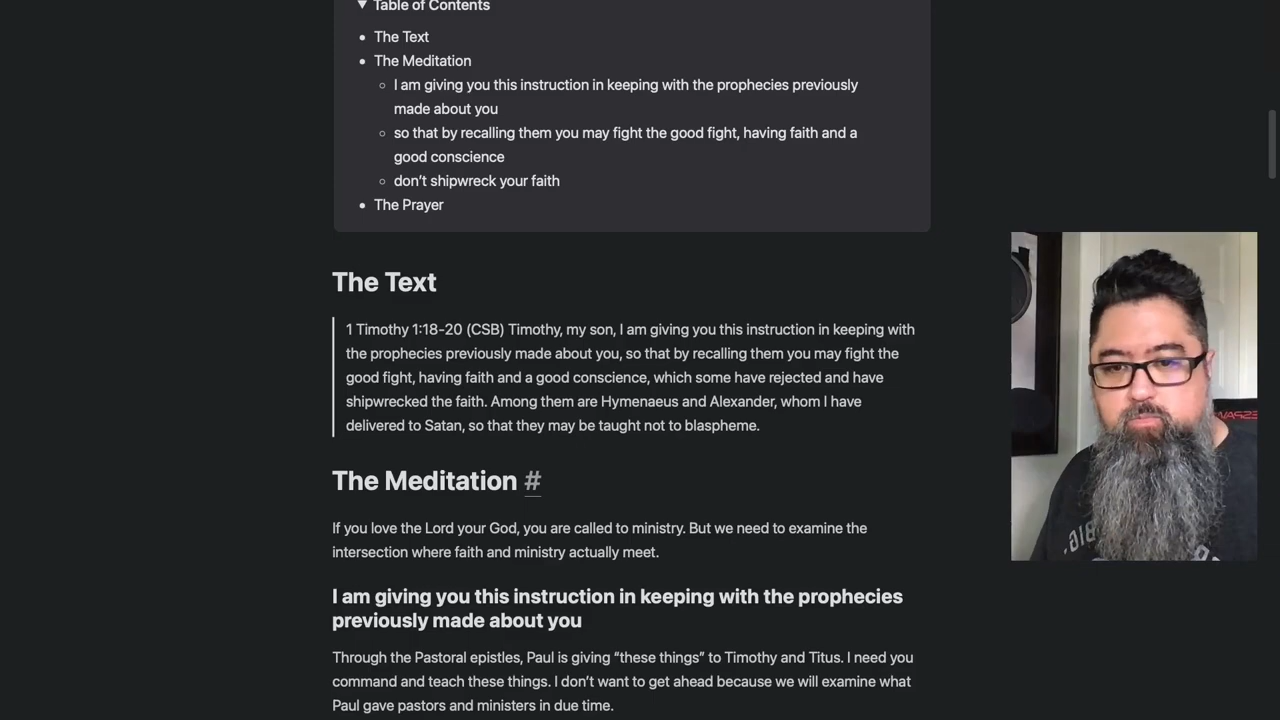 Table of Contents
The Text
The Meditation
I am giving you this instruction in keeping with the prophecies previously
made about you
so that by recalling them you may fight the good fight, having faith and a
good conscience
don’t shipwreck your faith
The Prayer
The Text
1 Timothy 1:18-20 (CSB) Timothy, my son, I am giving you this instruction in keeping with
the prophecies previously made about you, so that by recalling them you may fight the
good fight, having faith and a good conscience, which some have rejected and have
shipwrecked the faith. Among them are Hymenaeus and Alexander, whom I have
delivered to Satan, so that they may be taught not to blaspheme.
The Meditation #
If you love the Lord your God, you are called to ministry. But we need to examine the
intersection where faith and ministry actually meet.
I am giving you this instruction in keeping with the prophecies
previously made about you
Through the Pastoral epistles, Paul is giving “these things” to Timothy and Titus. I need you
command and teach these things. I don’t want to get ahead because we will examine what
Paul gave pastors and ministers in due time.